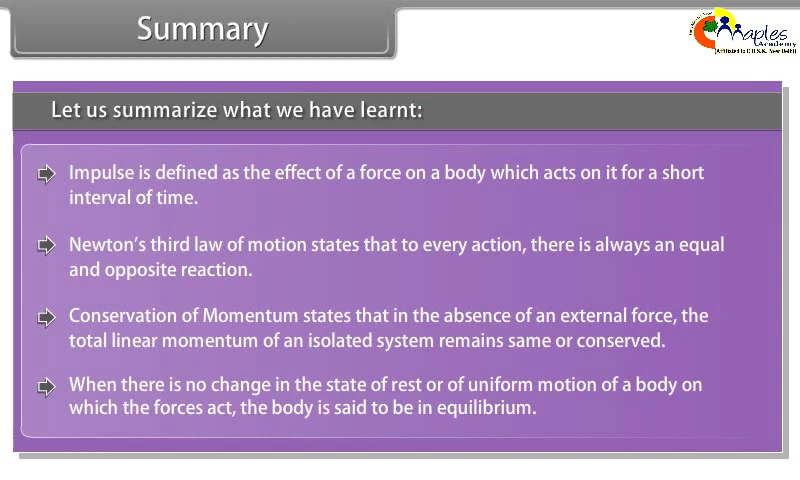 Summary
aples
Academy
(Affiliated to C.B.S.E., New Delhi)
Let us summarize what we have learnt:
Impulse is defined as the effect of a force on a body which acts on it for a short
interval of time.
Newton's third law of motion states that to every action, there is always an equal
and opposite reaction.
Conservation of Momentum states that in the absence of an external force, the
total linear momentum of an isolated system remains same or conserved.
When there is no change in the state of rest or of uniform motion of a body on
which the forces act, the body is said to be in equilibrium.